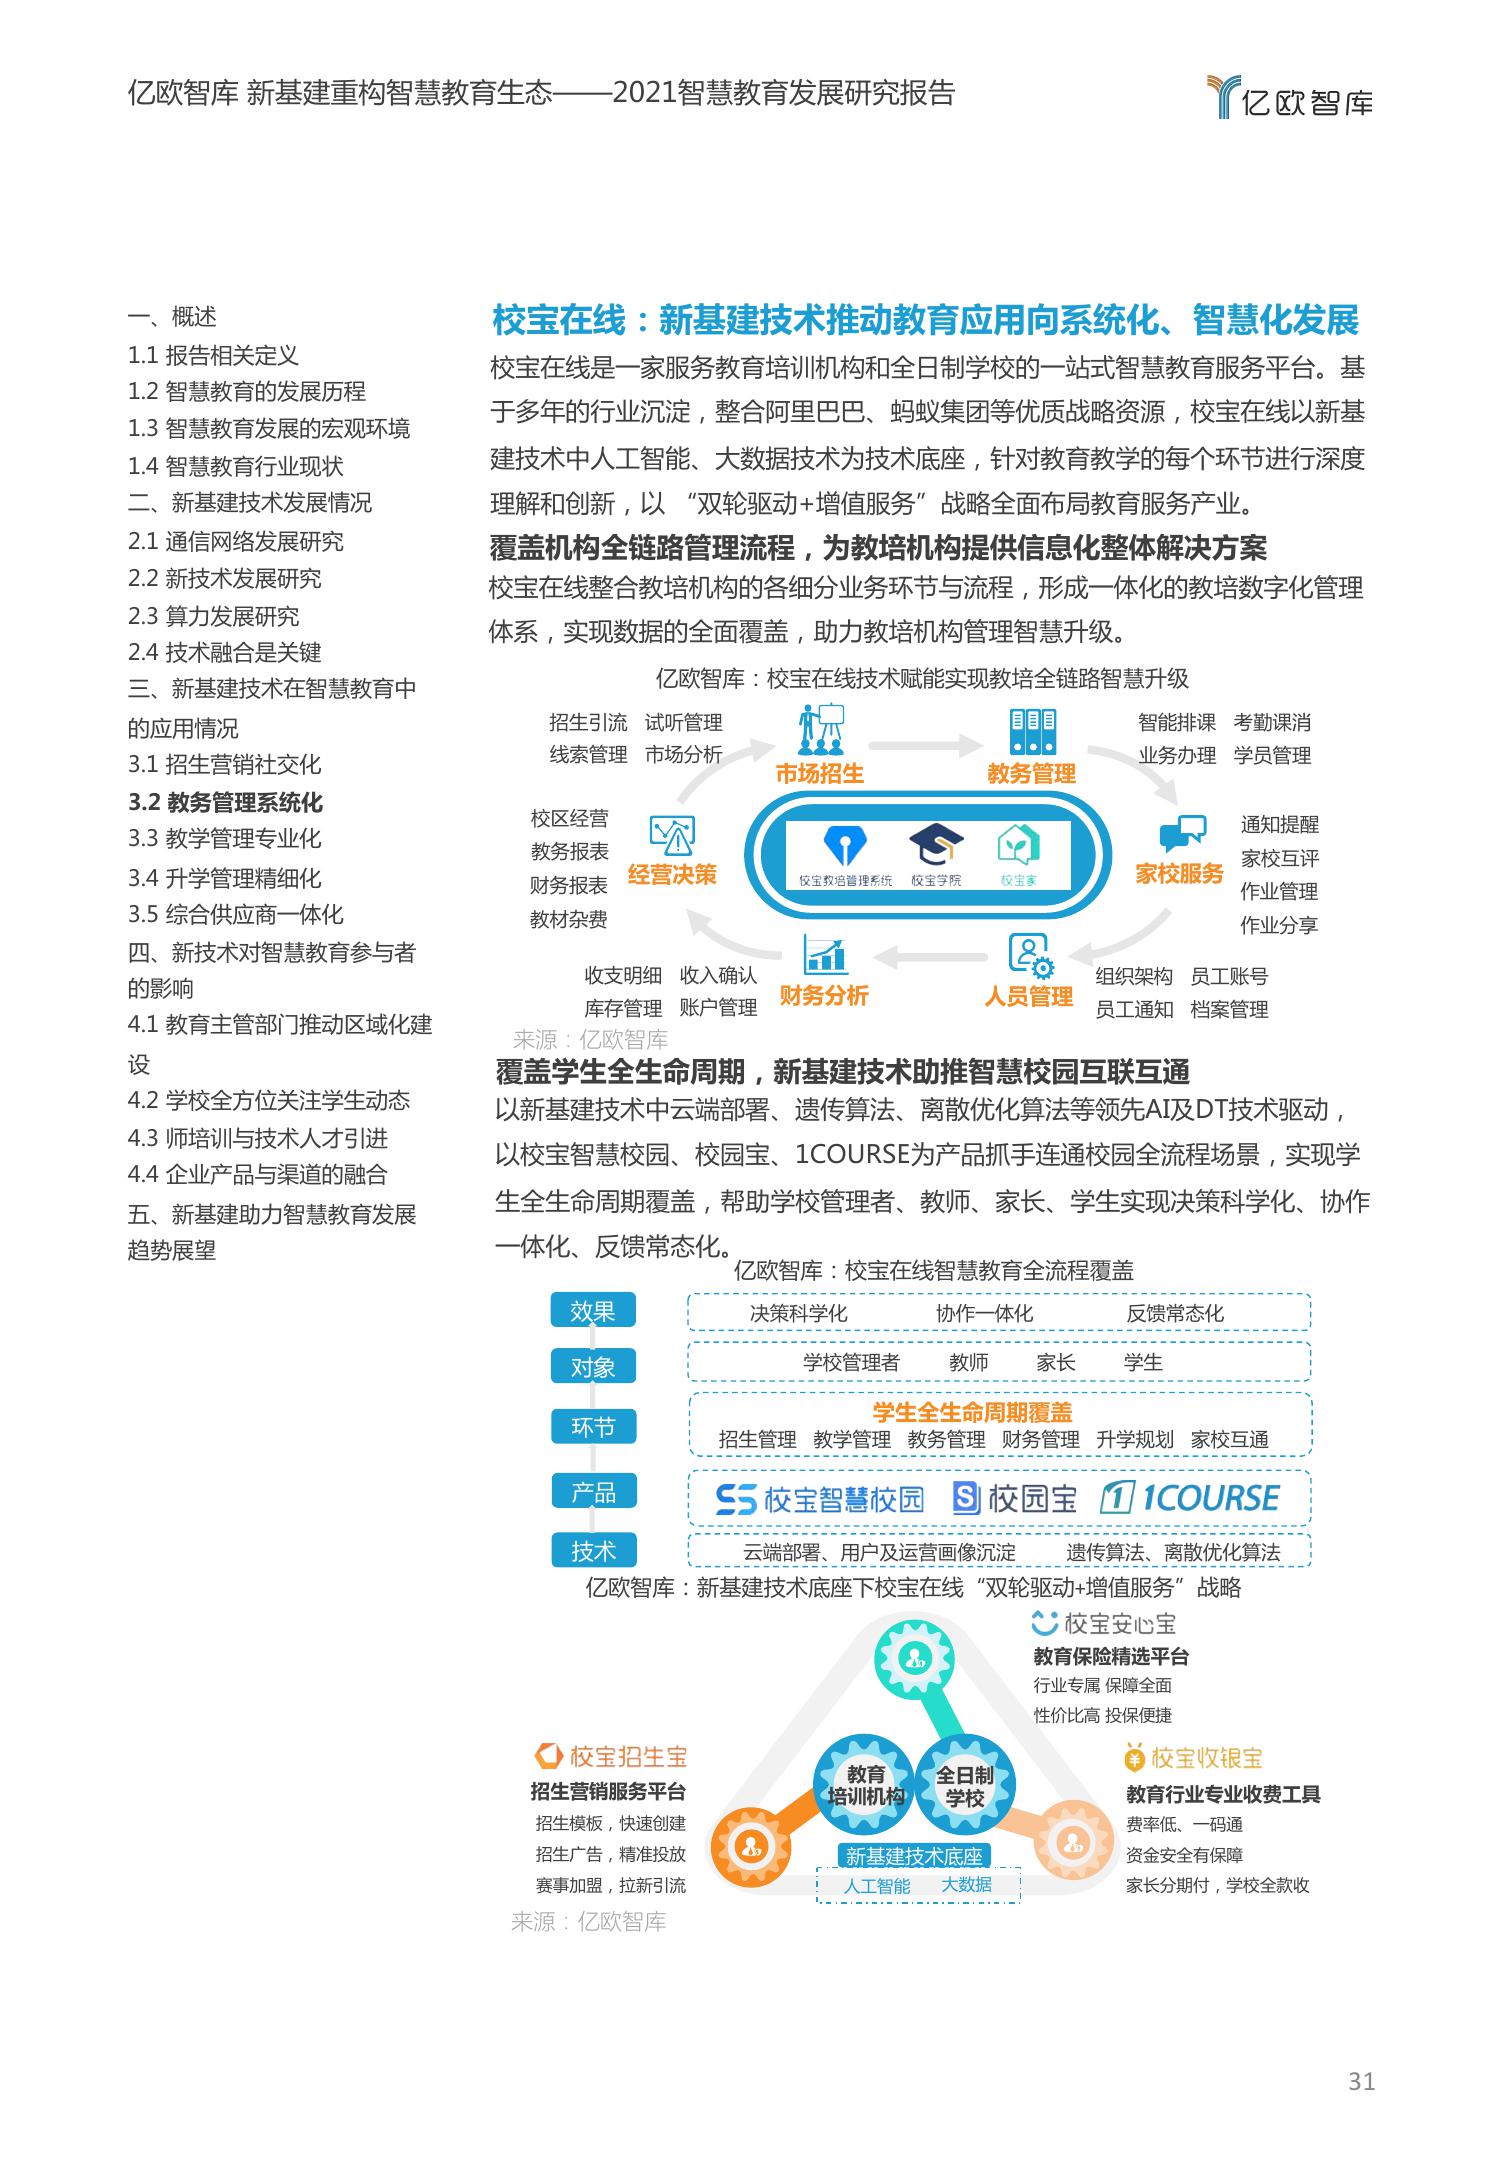 亿欧智库 新基建重构智慧教育生态——2021智慧教育发展研究报告
亿欧智库
一、概述
1.1 报告相关定义
1.2 智慧教育的发展历程
1.3 智慧教育发展的宏观环境
1.4 智慧教育行业现状
二、新基建技术发展情况
2.1 通信网络发展研究
2.2 新技术发展研究
2.3 算力发展研究
2.4 技术融合是关键
三、新基建技术在智慧教育中
的应用情况
3.1 招生营销社交化
3.2 教务管理系统化
3.3 教学管理专业化
3.4 升学管理精细化
3.5 综合供应商一体化
四、新技术对智慧教育参与者
的影响
4.1 教育主管部门推动区域化建
设
4.2 学校全方位关注学生动态
4.3 师培训与技术人才引进
4.4 企业产品与渠道的融合
五、新基建助力智慧教育发展
趋势展望
校宝在线：新基建技术推动教育应用向系统化、智慧化发展
校宝在线是一家服务教育培训机构和全日制学校的一站式智慧教育服务平台。基
于多年的行业沉淀，整合阿里巴巴、蚂蚁集团等优质战略资源，校宝在线以新基
建技术中人工智能、大数据技术为技术底座，针对教育教学的每个环节进行深度
理解和创新，以 “双轮驱动+增值服务”战略全面布局教育服务产业。
覆盖机构全链路管理流程，为教培机构提供信息化整体解决方案
校宝在线整合教培机构的各细分业务环节与流程，形成一体化的教培数字化管理
体系，实现数据的全面覆盖，助力教培机构管理智慧升级。
亿欧智库：校宝在线技术赋能实现教培全链路智慧升级
招生引流 试听管理
线索管理 市场分析
市场招生
教务管理
智能排课 考勤课消
业务办理 学员管理
校区经营
教务报表
财务报表
教材杂费
经营决策
校宝教培管理系统 校宝学院 校宝家
家校服务
通知提醒
家校互评
作业管理
作业分享
收支明细 收入确认
库存管理 账户管理
财务分析
人员管理
组织架构 员工账号
员工通知 档案管理
来源：亿欧智库
覆盖学生全生命周期，新基建技术助推智慧校园互联互通
以新基建技术中云端部署、遗传算法、离散优化算法等领先AI及DT技术驱动，
以校宝智慧校园、校园宝、1COURSE为产品抓手连通校园全流程场景，实现学
生全生命周期覆盖，帮助学校管理者、教师、家长、学生实现决策科学化、协作
一体化、反馈常态化。
亿欧智库：校宝在线智慧教育全流程覆盖
效果 决策科学化 协作一体化 反馈常态化
对象 学校管理者 教师 家长 学生
学生全生命周期覆盖
环节 招生管理 教学管理 教务管理 财务管理 升学规划 家校互通
产品 校宝智慧校园 校园宝 1COURSE
技术 云端部署、用户及运营画像沉淀 遗传算法、离散优化算法
亿欧智库：新基建技术底座下校宝在线“双轮驱动+增值服务”战略
校宝安心宝
教育保险精选平台
行业专属 保障全面
性价比高 投保便捷
校宝招生宝
招生营销服务平台
招生模板，快速创建
招生广告，精准投放
赛事加盟，拉新引流
教育
培训机构
全日制
学校
新基建技术底座
人工智能 大数据
校宝收银宝
教育行业专业收费工具
费率低、一码通
资金安全有保障
家长分期付，学校全款收
来源：亿欧智库
31